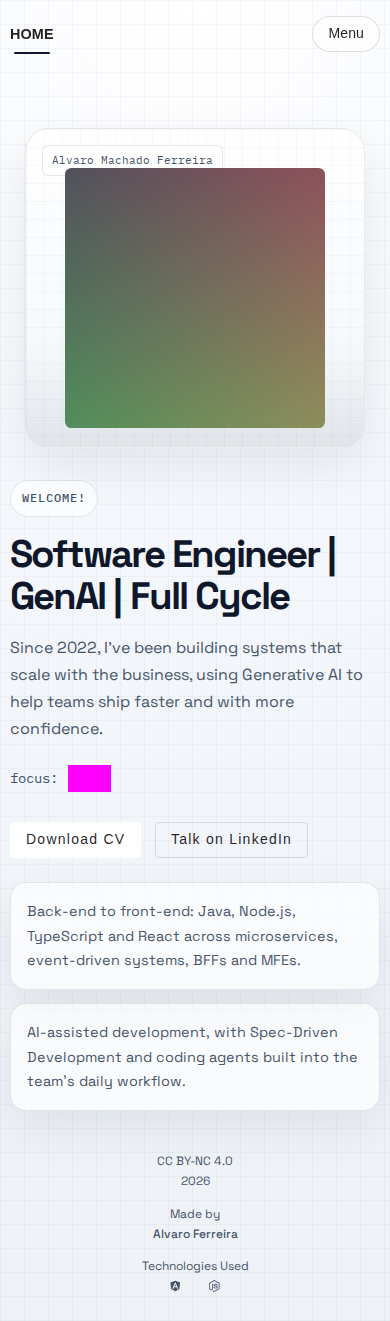 HOME
Menu
Alvaro Machado Ferreira
WELCOME!
Software Engineer |
GenAI | Full Cycle
Since 2022, I've been building systems that
scale with the business, using Generative AI to
help teams ship faster and with more
confidence.
focus:
Download CV
Talk on LinkedIn
Back-end to front-end: Java, Node.js,
TypeScript and React across microservices,
event-driven systems, BFFs and MFEs.
AI-assisted development, with Spec-Driven
Development and coding agents built into the
team's daily workflow.
CC BY-NC 4.0
2026
Made by
Alvaro Ferreira
Technologies Used